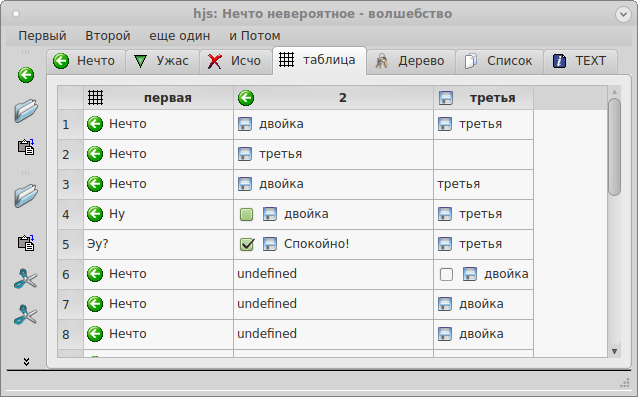 hjs: Нечто невероятное - волшебство
Первый Второй еще один и Потом
Нечто Ужас Исчо таблица Дерево Список TEXT
первая 2 третья
1 Нечто двойка третья
2 Нечто третья
3 Нечто двойка третья
4 Ну двойка третья
5 Эу? Спокойно! третья
6 Нечто undefined двойка
7 Нечто undefined двойка
8 Нечто undefined двойка